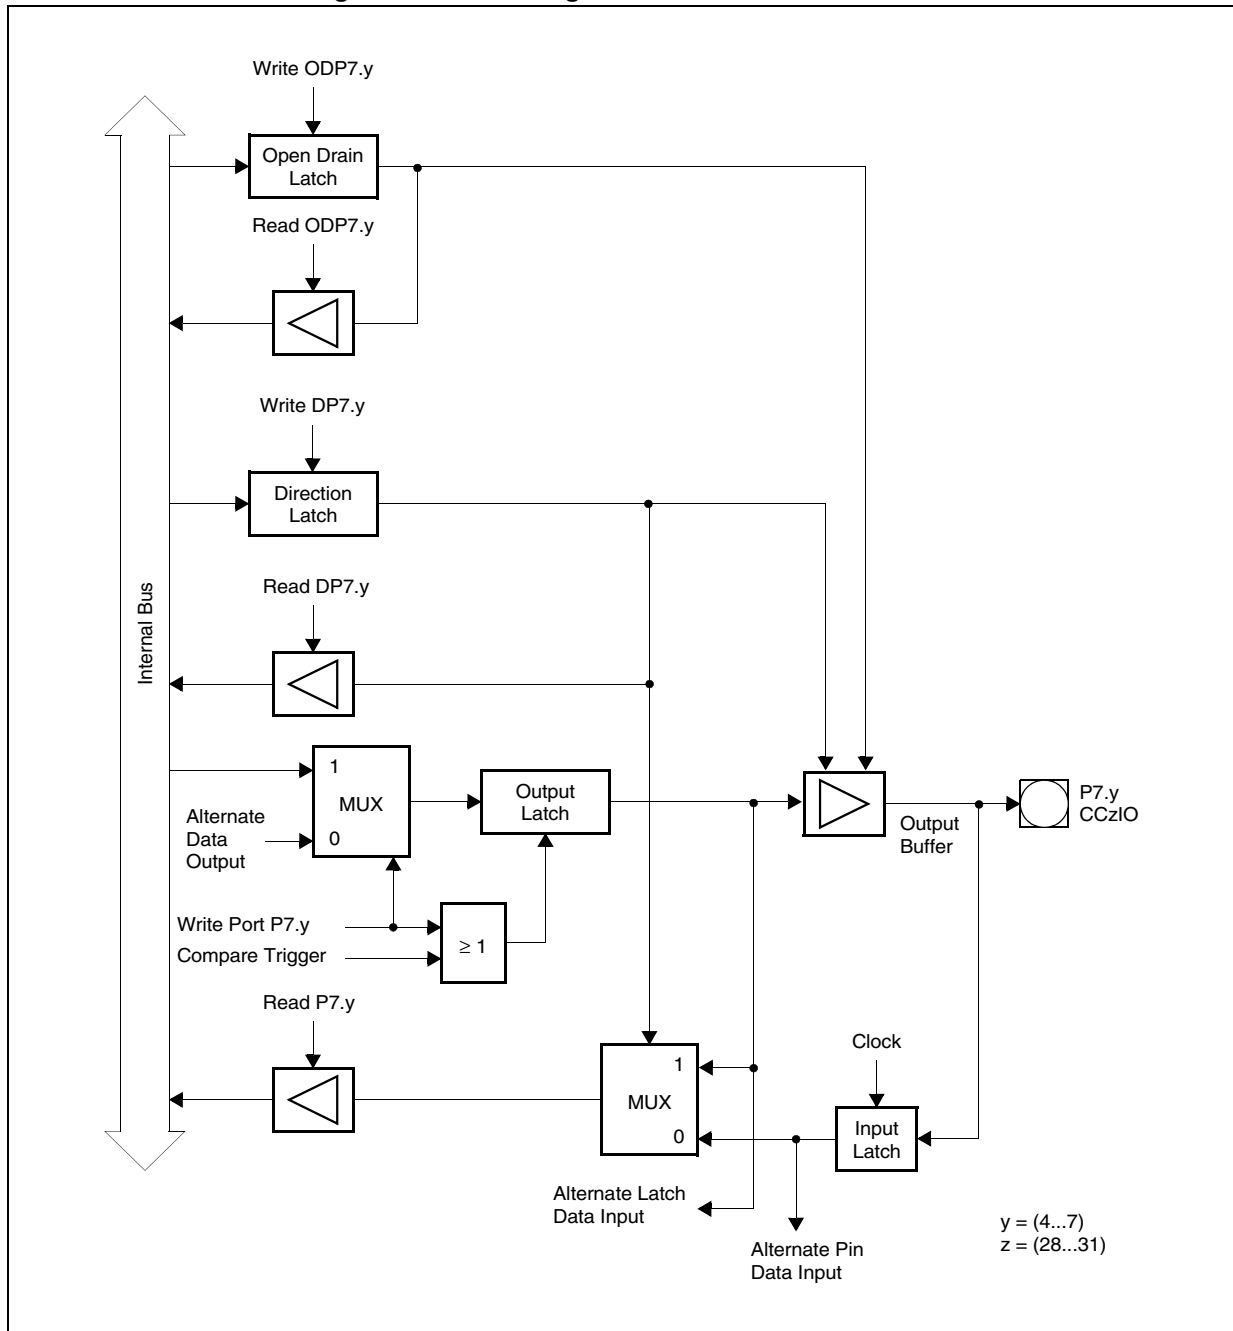 Write ODP7.y
Open Drain
Latch
Read ODP7.y
Write DP7.y
Direction
Latch
Internal Bus
Read DP7.y
1
MUX
0
Alternate
Data
Output
Output
Latch
Output
Buffer
P7.y
CCzIO
Write Port P7.y
Compare Trigger
≥ 1
Read P7.y
1
MUX
0
Clock
Input
Latch
Alternate Latch
Data Input
Alternate Pin
Data Input
y = (4...7)
z = (28...31)